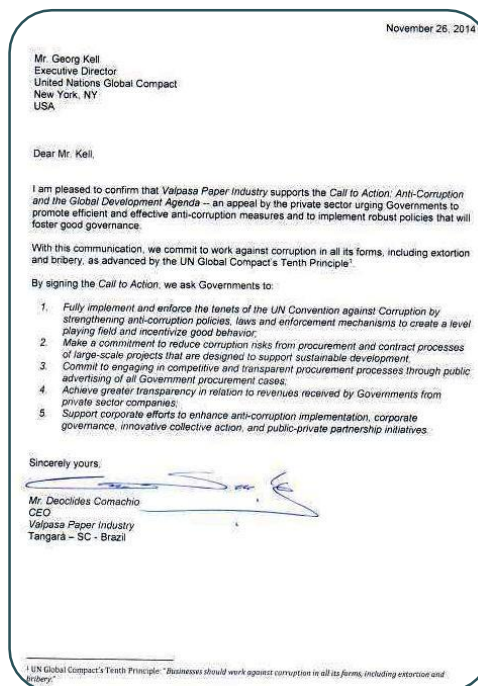 November 26, 2014
Mr. Georg Kell
Executive Director
United Nations Global Compact
New York, NY
USA
Dear Mr. Kell,
I am pleased to confirm that Valpasa Paper Industry supports the Call to Action: Anti-Corruption
and the Global Development Agenda -- an appeal by the private sector urging Governments to
promote efficient and effective anti-corruption measures and to implement robust policies that will
foster good governance.
With this communication, we commit to work against corruption in all its forms, including extortion
and bribery, as advanced by the UN Global Compact's Tenth Principle¹.
By signing the Call to Action, we ask Governments to:
1. Fully implement and enforce the tenets of the UN Convention against Corruption by
strengthening anti-corruption policies, laws and enforcement mechanisms to create a level
playing field and incentivize good behavior;
2. Make a commitment to reduce corruption risks from procurement and contract processes
of large-scale projects that are designed to support sustainable development;
3. Commit to engaging in competitive and transparent procurement processes through public
advertising of all Government procurement cases;
4. Achieve greater transparency in relation to revenues received by Governments from
private sector companies;
5. Support corporate efforts to enhance anti-corruption implementation, corporate
governance, innovative collective action, and public-private partnership initiatives.
Sincerely yours,
Mr. Deoclides Comachio
CEO
Valpasa Paper Industry
Tangará – SC - Brazil
¹ UN Global Compact's Tenth Principle: "Businesses should work against corruption in all its forms, including extortion and
bribery."